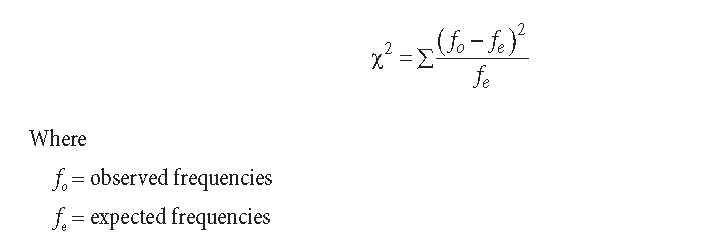 χ² = Σ (fₒ − fₑ)² / fₑ
Where
fₒ = observed frequencies
fₑ = expected frequencies